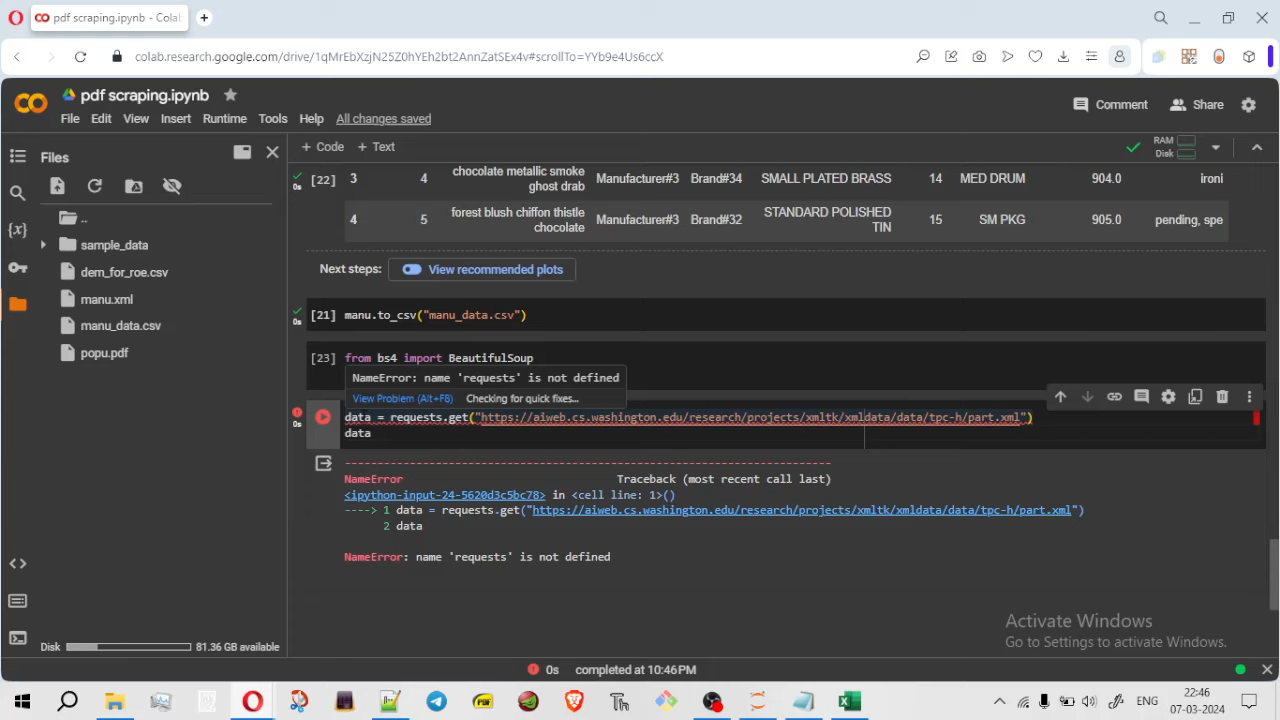 pdf scraping.ipynb - Colab
colab.research.google.com/drive/1qMrEbXzjN25Z0hYEh2bt2AnnZatSEx4v#scrollTo=YYb9e4Us6ccX
pdf scraping.ipynb
Comment
Share
File Edit View Insert Runtime Tools Help All changes saved
Files
+ Code + Text
RAM
Disk
..
sample_data
dem_for_roe.csv
manu.xml
manu_data.csv
popu.pdf
Disk 81.36 GB available
[22]
0s
3 4 chocolate metallic smoke ghost drab Manufacturer#3 Brand#34 SMALL PLATED BRASS 14 MED DRUM 904.0 ironi
4 5 forest blush chiffon thistle chocolate Manufacturer#3 Brand#32 STANDARD POLISHED TIN 15 SM PKG 905.0 pending, spe
Next steps: View recommended plots
[21] manu.to_csv("manu_data.csv")
0s
[23] from bs4 import BeautifulSoup
NameError: name 'requests' is not defined
View Problem (Alt+F8) Checking for quick fixes...
data = requests.get("https://aiweb.cs.washington.edu/research/projects/xmltk/xmldata/data/tpc-h/part.xml")
0s
data
---------------------------------------------------------------------------
NameError Traceback (most recent call last)
<ipython-input-24-5620d3c5bc78> in <cell line: 1>()
----> 1 data = requests.get("https://aiweb.cs.washington.edu/research/projects/xmltk/xmldata/data/tpc-h/part.xml")
2 data
NameError: name 'requests' is not defined
Activate Windows
Go to Settings to activate Windows.
0s completed at 10:46 PM
ENG
22:46
07-03-2024